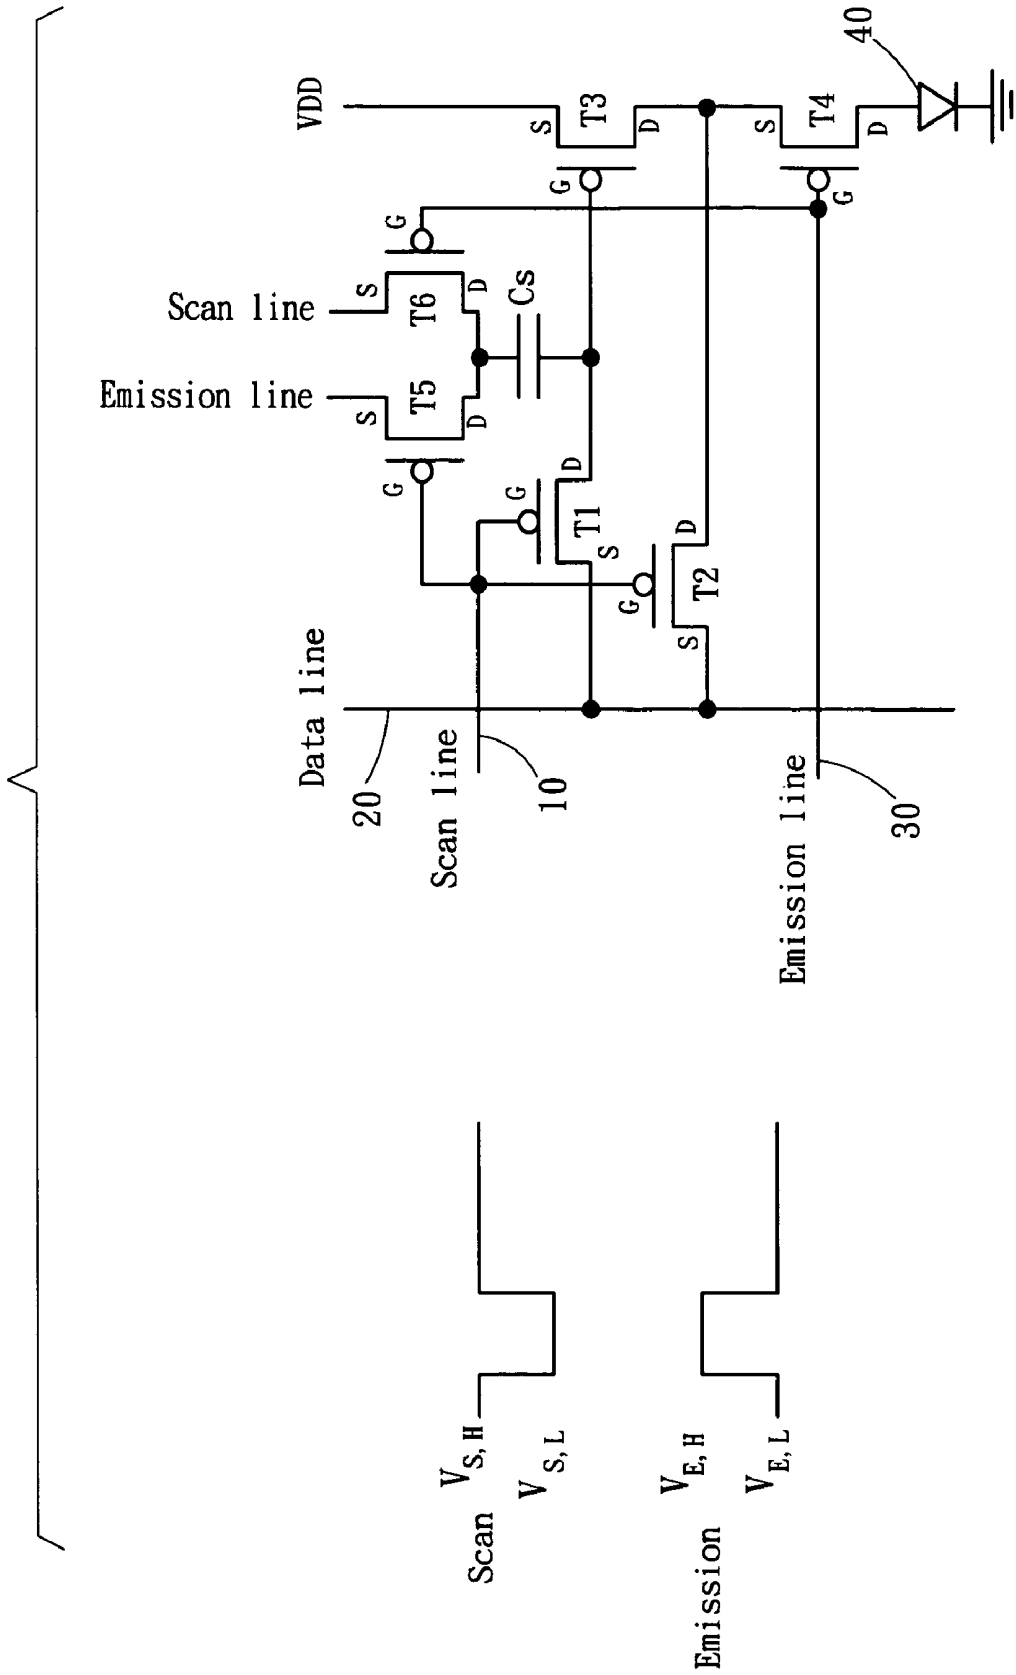 VDD
Scan line
Emission line
Data line
20
Scan line
10
Emission line
30
40
G
S
D
T6
S
D
T5
G
Cs
G
S
D
T3
G
S
D
T4
G
D
T1
S
G
D
T2
S
Scan
V S, H
V S, L
Emission
V E, H
V E, L